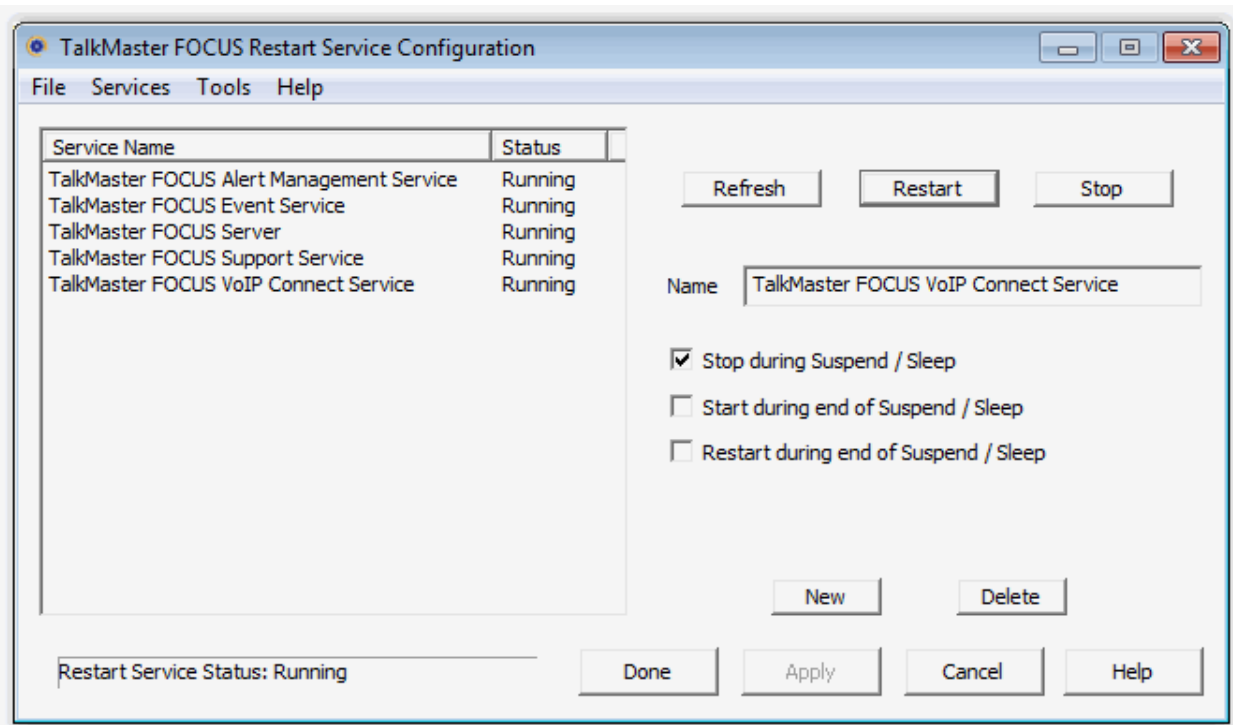 TalkMaster FOCUS Restart Service Configuration
File Services Tools Help
Service Name Status
TalkMaster FOCUS Alert Management Service Running
TalkMaster FOCUS Event Service Running
TalkMaster FOCUS Server Running
TalkMaster FOCUS Support Service Running
TalkMaster FOCUS VoIP Connect Service Running
Refresh Restart Stop
Name TalkMaster FOCUS VoIP Connect Service
Stop during Suspend / Sleep
Start during end of Suspend / Sleep
Restart during end of Suspend / Sleep
New Delete
Restart Service Status: Running
Done Apply Cancel Help